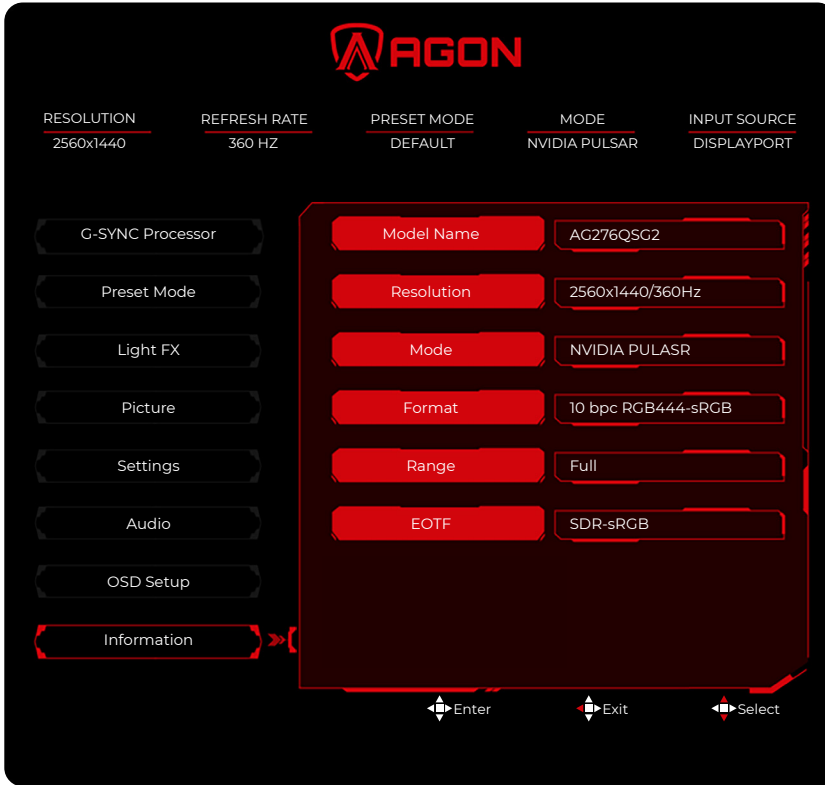 AGON
RESOLUTION REFRESH RATE PRESET MODE MODE INPUT SOURCE
2560x1440 360 HZ DEFAULT NVIDIA PULSAR DISPLAYPORT
G-SYNC Processor Model Name AG276QSG2
Preset Mode Resolution 2560x1440/360Hz
Light FX Mode NVIDIA PULASR
Picture Format 10 bpc RGB444-sRGB
Settings Range Full
Audio EOTF SDR-sRGB
OSD Setup
Information
Enter Exit Select